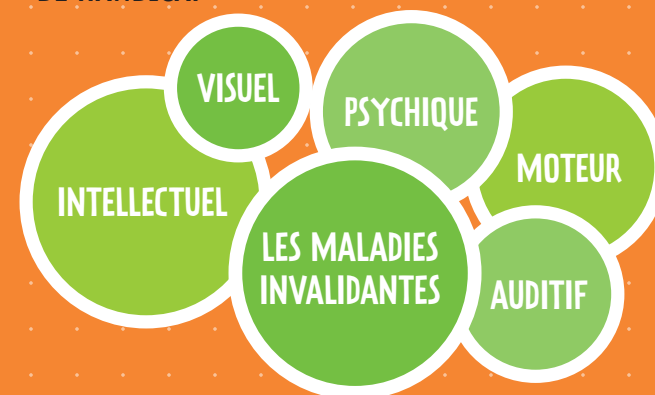 VISUEL
PSYCHIQUE
MOTEUR
INTELLECTUEL
LES MALADIES
INVALIDANTES
AUDITIF